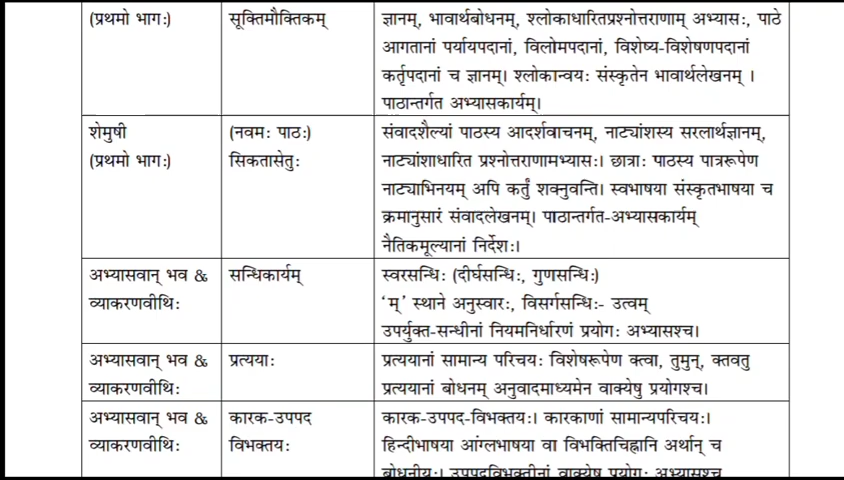 (प्रथमो भागः) सूक्तिमौक्तिकम् ज्ञानम्, भावार्थबोधनम्, श्लोकाधारितप्रश्नोत्तराणाम् अभ्यासः, पाठे
आगतानां पर्यायपदानां, विलोमपदानां, विशेष्य-विशेषणपदानां
कर्तृपदानां च ज्ञानम्। श्लोकान्वयः संस्कृतेन भावार्थलेखनम् ।
पाठान्तर्गत अभ्यासकार्यम्।
शेमुषी (नवमः पाठः) संवादशैल्यां पाठस्य आदर्शवाचनम्, नाट्यांशस्य सरलार्थज्ञानम्,
(प्रथमो भागः) सिकतासेतुः नाट्यांशाधारित प्रश्नोत्तराणामभ्यासः। छात्राः पाठस्य पात्ररूपेण
नाट्याभिनयम् अपि कर्तुं शक्नुवन्ति। स्वभाषया संस्कृतभाषया च
क्रमानुसारं संवादलेखनम्। पाठान्तर्गत-अभ्यासकार्यम्
नैतिकमूल्यानां निर्देशः।
अभ्यासवान् भव & सन्धिकार्यम् स्वरसन्धिः (दीर्घसन्धिः, गुणसन्धिः)
व्याकरणवीथिः ‘म्’ स्थाने अनुस्वारः, विसर्गसन्धिः- उत्वम्
उपर्युक्त-सन्धीनां नियमनिर्धारणं प्रयोगः अभ्यासश्च।
अभ्यासवान् भव & प्रत्ययाः प्रत्ययानां सामान्य परिचयः विशेषरूपेण क्त्वा, तुमुन्, क्तवतु
व्याकरणवीथिः प्रत्ययानां बोधनम् अनुवादमाध्यमेन वाक्येषु प्रयोगश्च।
अभ्यासवान् भव & कारक-उपपद कारक-उपपद-विभक्तयः। कारकाणां सामान्यपरिचयः।
व्याकरणवीथिः विभक्तयः हिन्दीभाषया आंग्लभाषया वा विभक्तिचिह्नानि अर्थान् च
बोधनीयः। उपपदविभक्तीनां वाक्येषु प्रयोगः अभ्यासश्च